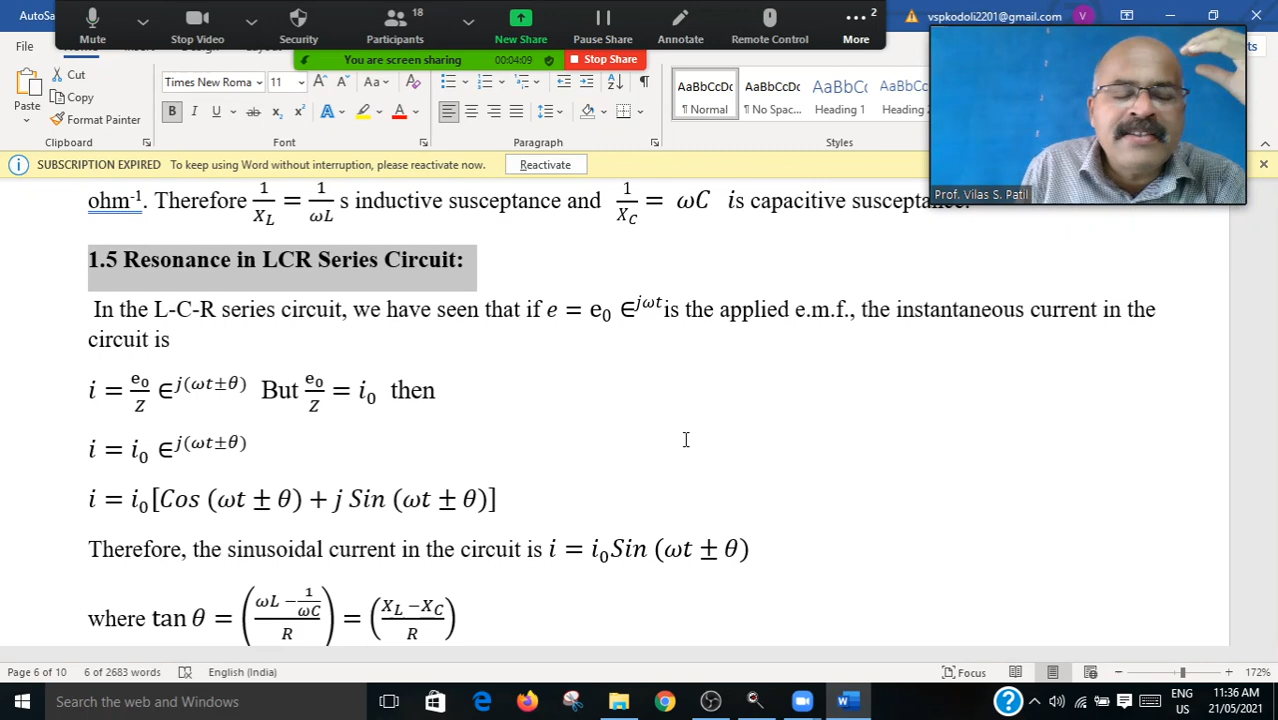 AutoSa
vspkodoli2201@gmail.com
V
Mute
Stop Video
Security
18
Participants
New Share
Pause Share
Annotate
Remote Control
2
More
You are screen sharing
00:04:09
Stop Share
File
Paste
Cut
Copy
Format Painter
Clipboard
Times New Roma
11
Font
Paragraph
AaBbCcDc
¶ Normal
AaBbCcDc
¶ No Spac...
AaBbCc
Heading 1
AaBbCcD
Heading 2
Styles
SUBSCRIPTION EXPIRED To keep using Word without interruption, please reactivate now.
Reactivate
Prof. Vilas S. Patil
ohm⁻¹. Therefore 1/X_L = 1/ωL s inductive susceptance and 1/X_C = ωC is capacitive susceptance.
1.5 Resonance in LCR Series Circuit:
In the L-C-R series circuit, we have seen that if e = e₀ ∈^{jωt}is the applied e.m.f., the instantaneous current in the
circuit is
i = e₀/Z ∈^{j(ωt±θ)} But e₀/Z = i₀ then
i = i₀ ∈^{j(ωt±θ)}
i = i₀[Cos (ωt ± θ) + j Sin (ωt ± θ)]
Therefore, the sinusoidal current in the circuit is i = i₀Sin (ωt ± θ)
where tan θ = ((ωL − 1/ωC)/R) = ((X_L − X_C)/R)
Page 6 of 10
6 of 2683 words
English (India)
Focus
172%
Search the web and Windows
ENG
US
11:36 AM
21/05/2021